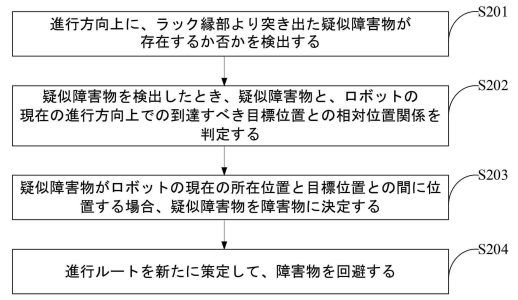 S201
進行方向上に、ラック縁部より突き出た疑似障害物が
存在するか否かを検出する
S202
疑似障害物を検出したとき、疑似障害物と、ロボットの
現在の進行方向上での到達すべき目標位置との相対位置関係を
判定する
S203
疑似障害物がロボットの現在の所在位置と目標位置との間に位
置する場合、疑似障害物を障害物に決定する
S204
進行ルートを新たに策定して、障害物を回避する